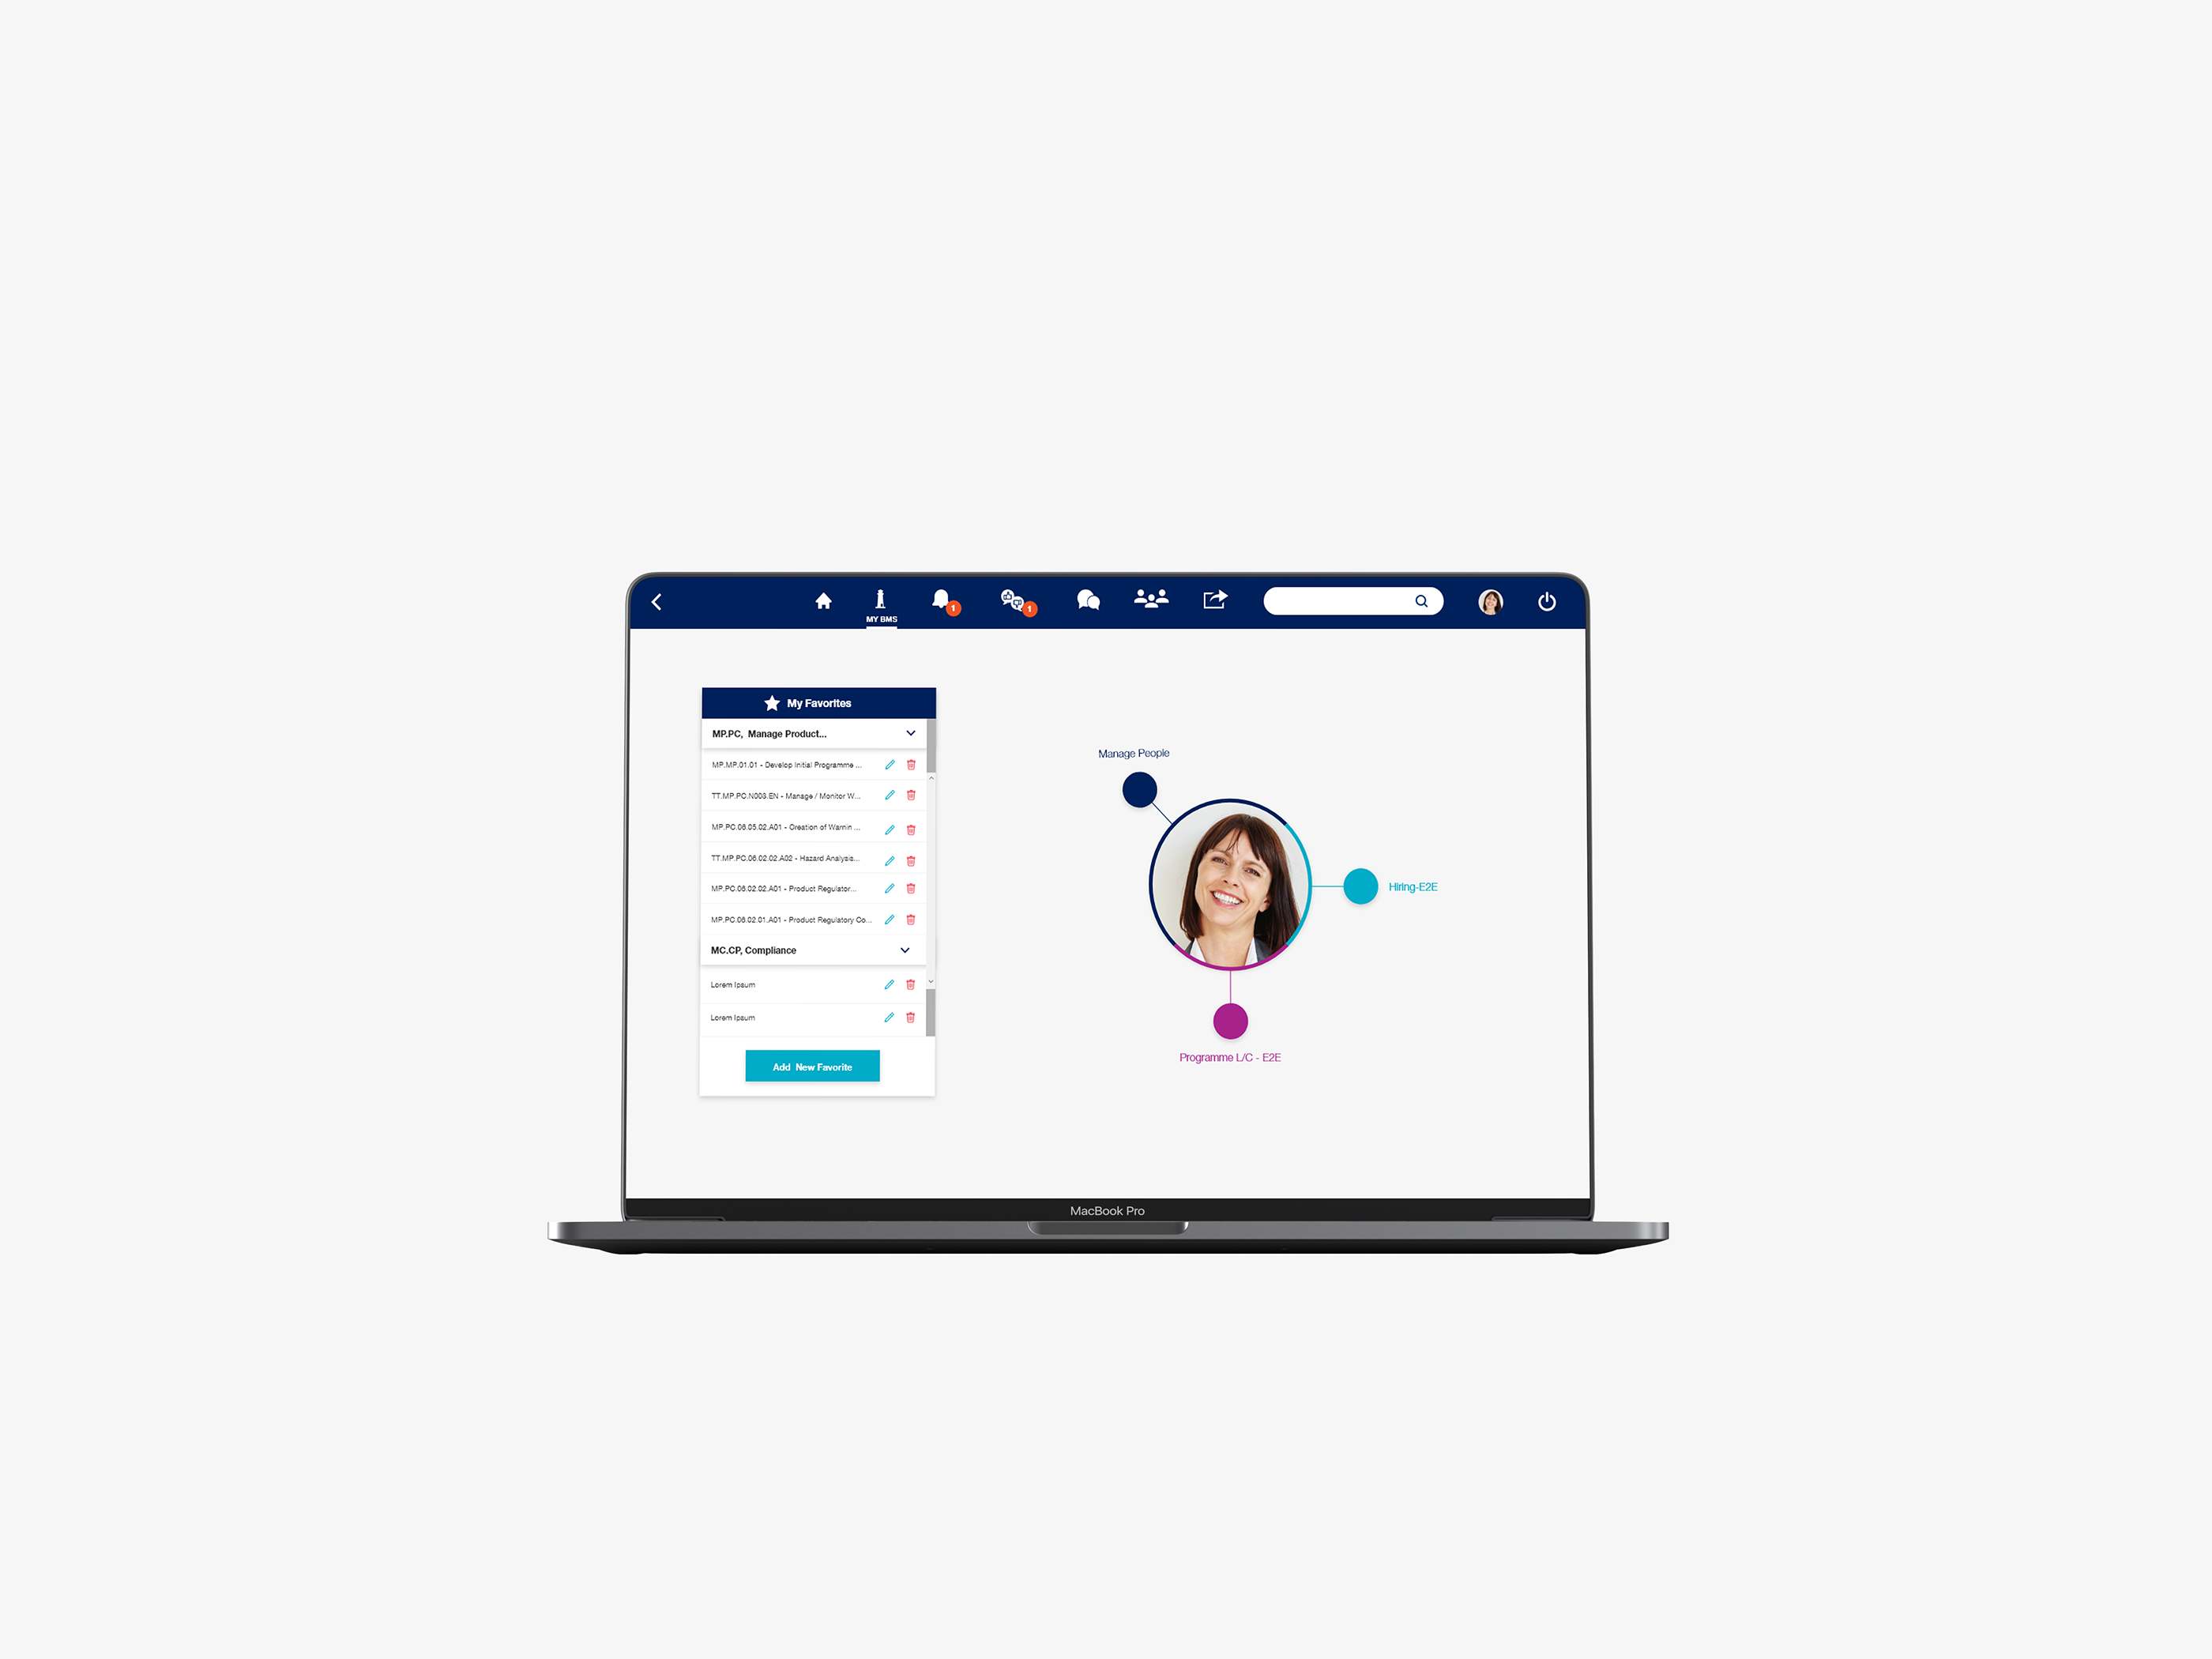 MY BMS
1
1
My Favorites
MP.PC, Manage Product...
MP.MP.01.01 - Develop Initial Programme ...
TT.MP.PC.N003.EN - Manage / Monitor W...
MP.PC.06.05.02.A01 - Creation of Warnin ...
TT.MP.PC.06.02.02.A02 - Hazard Analysis...
MP.PC.06.02.02.A01 - Product Regulator...
MP.PC.06.02.01.A01 - Product Regulatory Co...
MC.CP, Compliance
Lorem Ipsum
Lorem Ipsum
Add New Favorite
Manage People
Hiring-E2E
Programme L/C - E2E
MacBook Pro